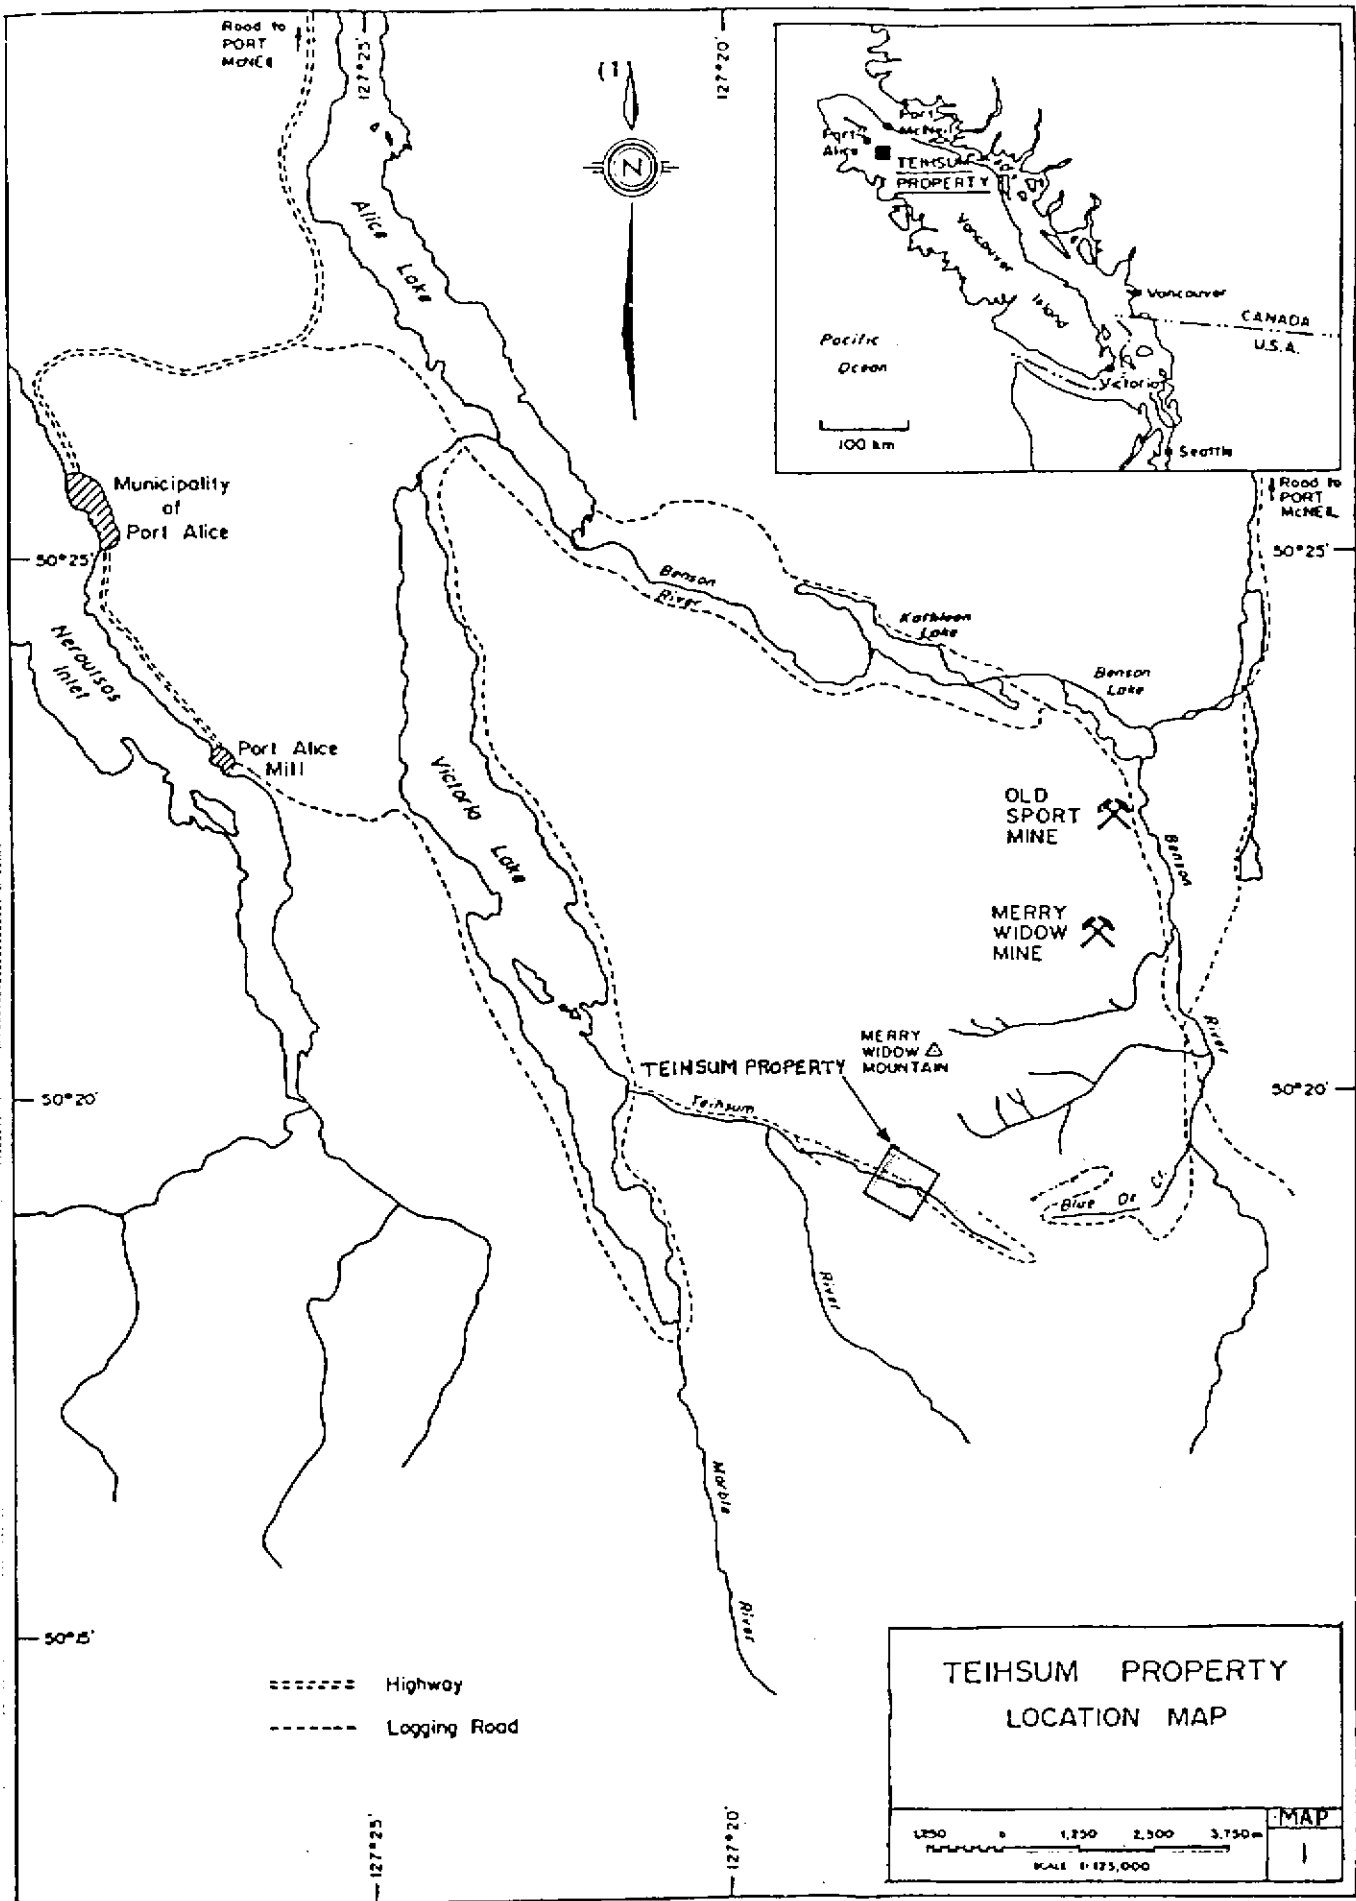 Road to
PORT
McNEIL
127°25'
127°20'
N
Port
McNeil
Port
Alice
TEIHSUM
PROPERTY
Vancouver
Island
Vancouver
CANADA
U.S.A.
Pacific
Ocean
Victoria
100 km
Seattle
Alice
Lake
Municipality
of
Port Alice
50°25'
Road to
PORT
McNEIL
50°25'
Benson
River
Kathleen
Lake
Benson
Lake
Neroutsos
Inlet
Port Alice
Mill
Victoria
Lake
OLD
SPORT
MINE
Benson
MERRY
WIDOW
MINE
River
MERRY
WIDOW
MOUNTAIN
TEIHSUM PROPERTY
50°20'
50°20'
Teihsum
River
Blue Or. Cr.
Marble
River
50°15'
Highway
Logging Road
127°25'
127°20'
TEIHSUM PROPERTY
LOCATION MAP
1,250 0 1,250 2,500 3,750m
SCALE 1:125,000
MAP
1